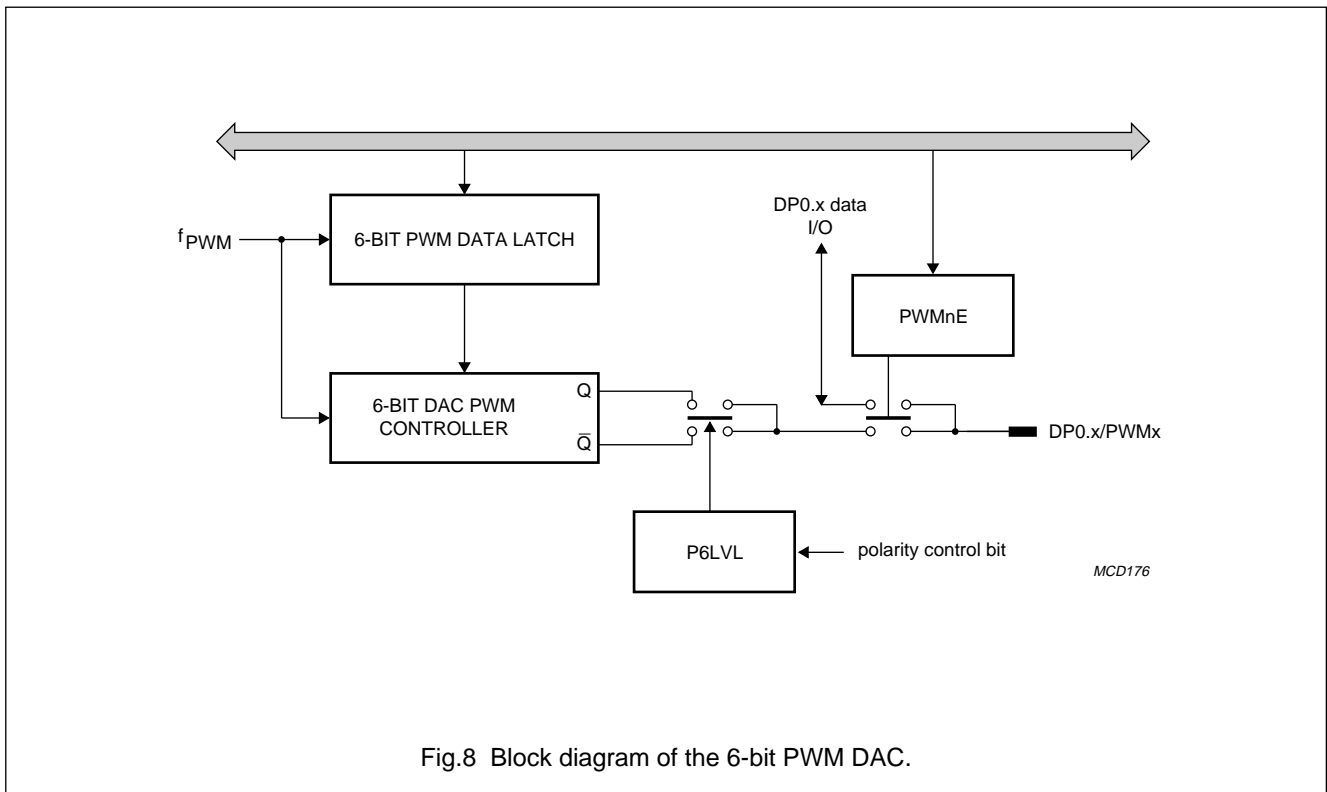 f PWM
6-BIT PWM DATA LATCH
DP0.x data
I/O
PWMnE
6-BIT DAC PWM
CONTROLLER
Q
Q̅
DP0.x/PWMx
P6LVL
polarity control bit
MCD176
Fig.8 Block diagram of the 6-bit PWM DAC.